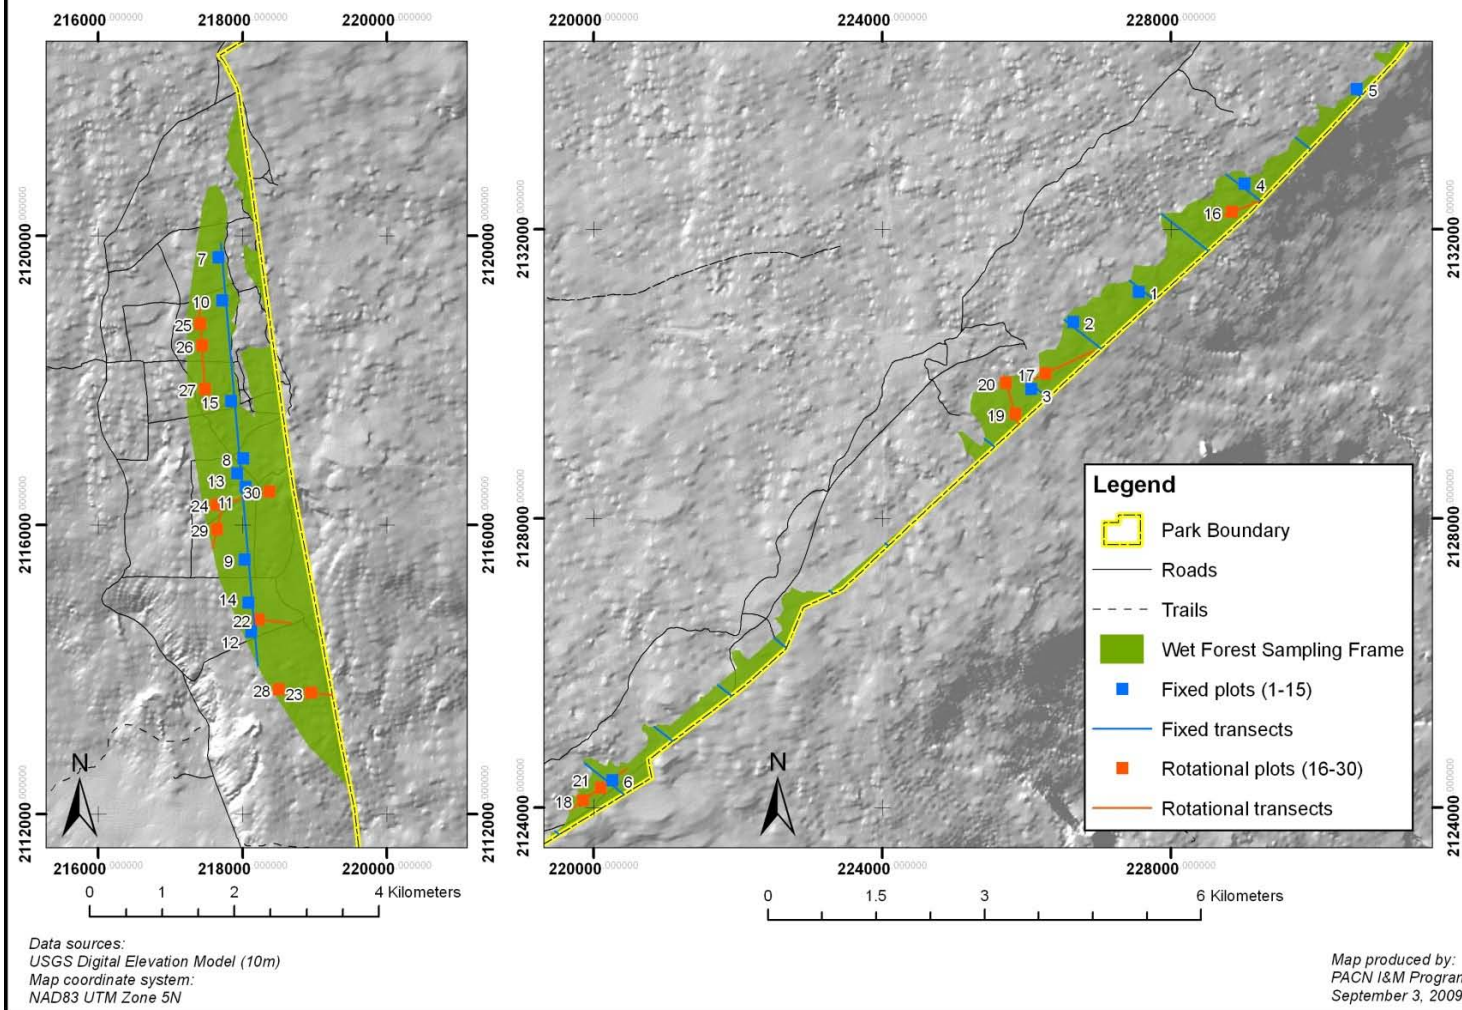 216000.000000 218000.000000 220000.000000
220000.000000 224000.000000 228000.000000
2120000.000000
2116000.000000
2112000.000000
2120000.000000
2116000.000000
2112000.000000
2132000.000000
2128000.000000
2124000.000000
2132000.000000
2128000.000000
2124000.000000
7
10
25
26
27
15
8
13
30
24
11
29
9
14
22
12
28
23
N
5
4
16
1
2
17
20
3
19
21
6
18
N
Legend
Park Boundary
Roads
Trails
Wet Forest Sampling Frame
Fixed plots (1-15)
Fixed transects
Rotational plots (16-30)
Rotational transects
216000.000000 218000.000000 220000.000000
220000.000000 224000.000000 228000.000000
0 1 2 4 Kilometers
0 1.5 3 6 Kilometers
Data sources:
USGS Digital Elevation Model (10m)
Map coordinate system:
NAD83 UTM Zone 5N
Map produced by:
PACN I&M Program
September 3, 2009